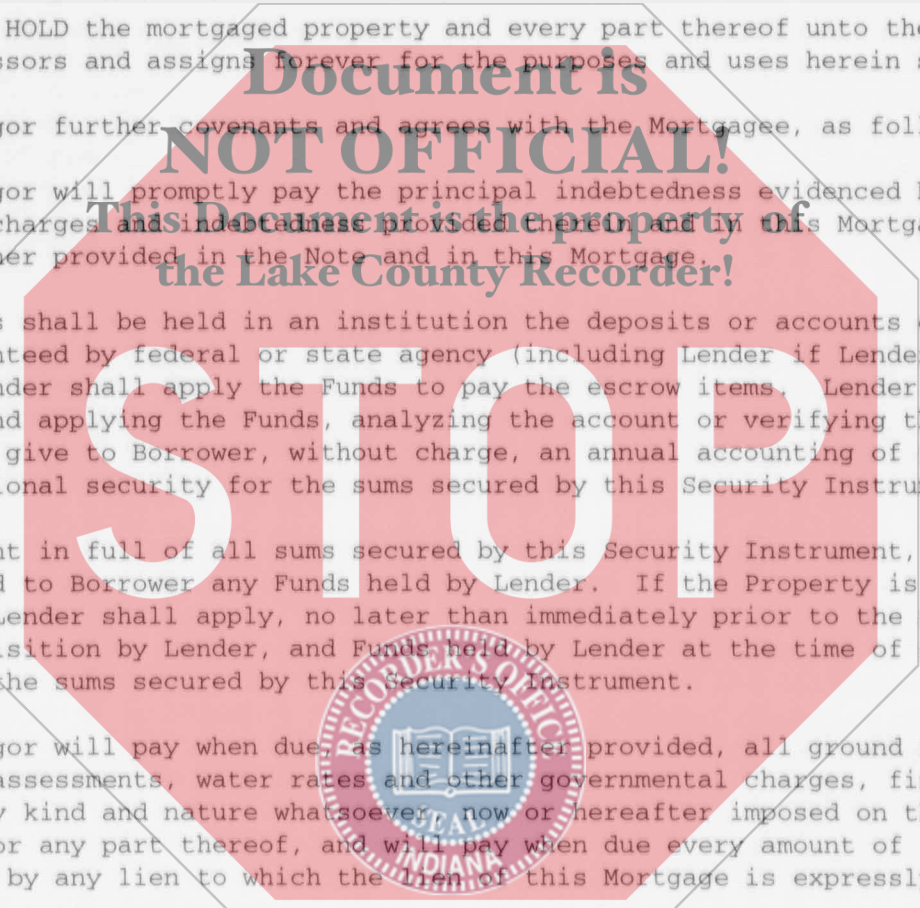 HOLD the mortgaged property and every part thereof unto the
ssors and assigns forever for the purposes and uses herein s
Document is
gor further covenants and agrees with the Mortgagee, as fol
NOT OFFICIAL!
gor will promptly pay the principal indebtedness evidenced
This Document is the property of
charges and indebtedness provided therein and in this Mortga
er provided in the Note and in this Mortgage.
the Lake County Recorder!
s shall be held in an institution the deposits or accounts
nteed by federal or state agency (including Lender if Lende
nder shall apply the Funds to pay the escrow items. Lender
nd applying the Funds, analyzing the account or verifying t
give to Borrower, without charge, an annual accounting of
ional security for the sums secured by this Security Instru
STOP
nt in full of all sums secured by this Security Instrument,
d to Borrower any Funds held by Lender. If the Property is
Lender shall apply, no later than immediately prior to the
isition by Lender, and Funds held by Lender at the time of
the sums secured by this Security Instrument.
RECORDER'S OFFICE
gor will pay when due, as hereinafter provided, all ground
assessments, water rates and other governmental charges, fi
y kind and nature whatsoever, now or hereafter imposed on t
SEAL
or any part thereof, and will pay when due every amount of
INDIANA
by any lien to which the lien of this Mortgage is expressl